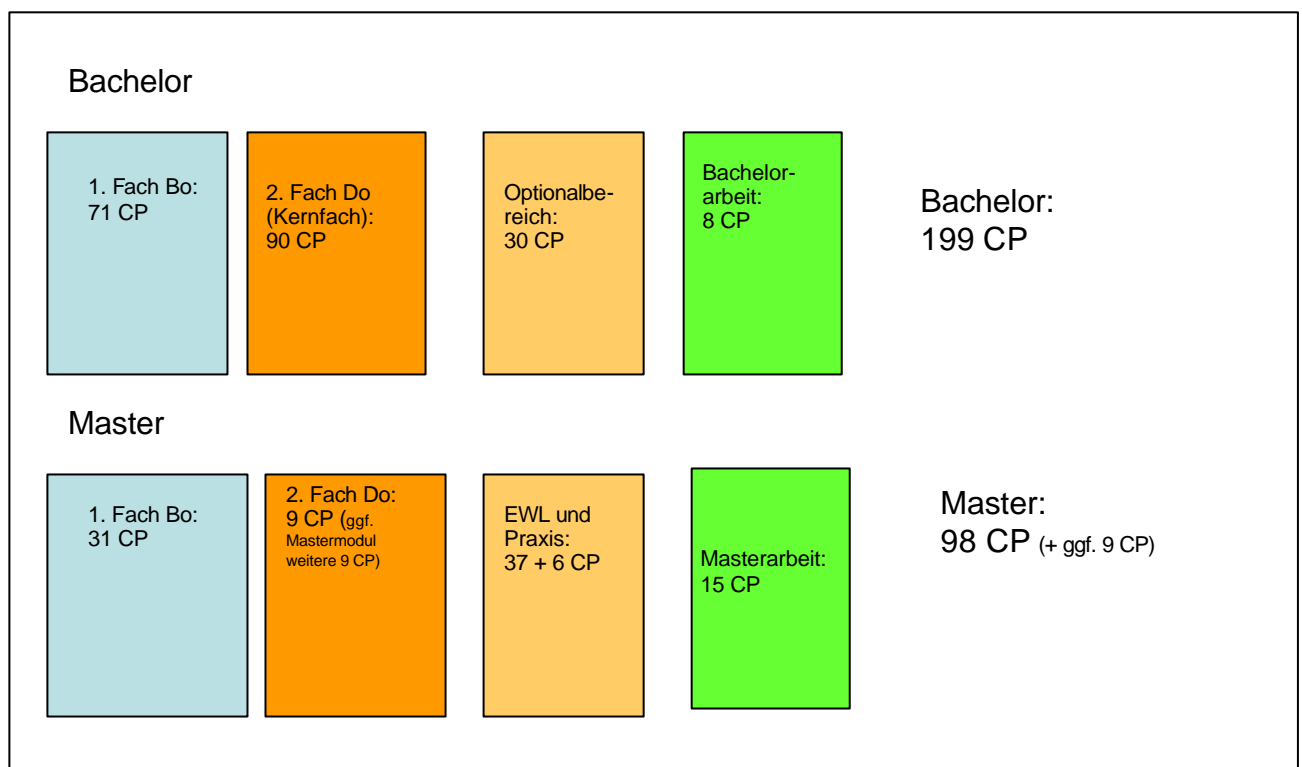 Bachelor
1. Fach Bo:
71 CP
2. Fach Do
(Kernfach):
90 CP
Optionalbe-
reich:
30 CP
Bachelor-
arbeit:
8 CP
Bachelor:
199 CP
Master
1. Fach Bo:
31 CP
2. Fach Do:
9 CP (ggf.
Mastermodul
weitere 9 CP)
EWL und
Praxis:
37 + 6 CP
Masterarbeit:
15 CP
Master:
98 CP (+ ggf. 9 CP)